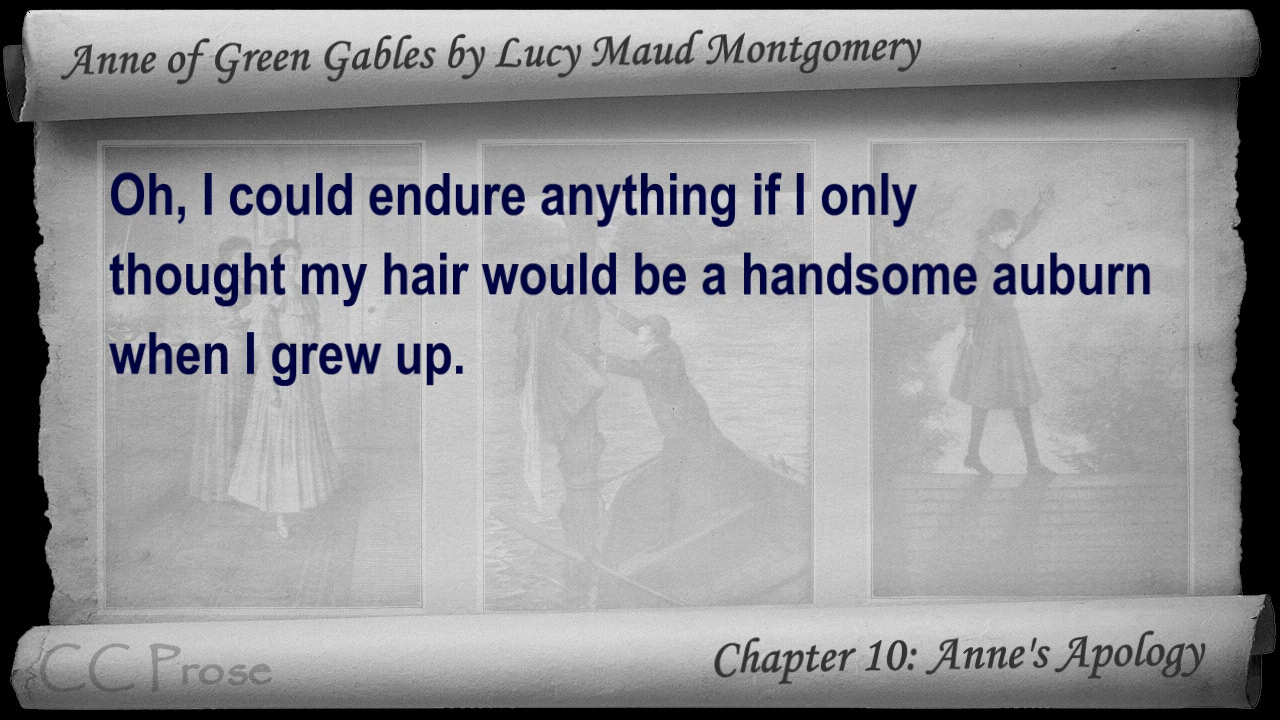 Anne of Green Gables by Lucy Maud Montgomery
Oh, I could endure anything if I only
thought my hair would be a handsome auburn
when I grew up.
CC Prose
Chapter 10: Anne's Apology